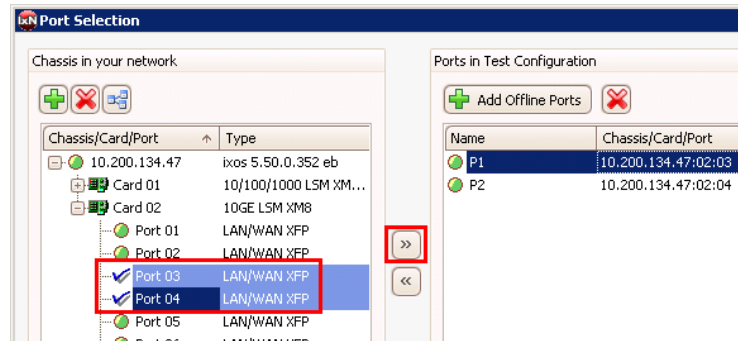 IxN Port Selection
Chassis in your network
Chassis/Card/Port Type
10.200.134.47 ixos 5.50.0.352 eb
Card 01 10/100/1000 LSM XM...
Card 02 10GE LSM XM8
Port 01 LAN/WAN XFP
Port 02 LAN/WAN XFP
Port 03 LAN/WAN XFP
Port 04 LAN/WAN XFP
Port 05 LAN/WAN XFP
>>
<<
Ports in Test Configuration
Add Offline Ports
Name Chassis/Card/Port
P1 10.200.134.47:02:03
P2 10.200.134.47:02:04